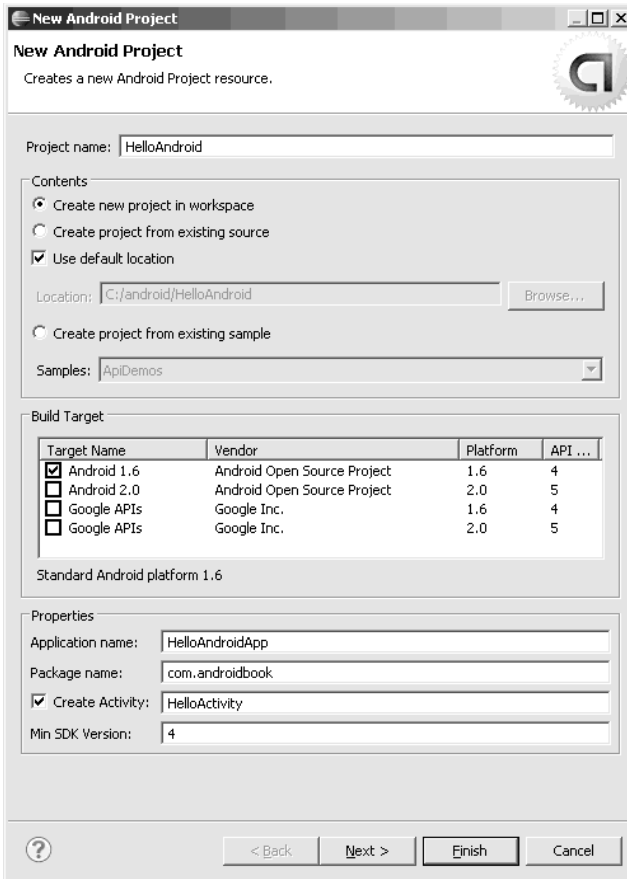 New Android Project
New Android Project
Creates a new Android Project resource.
Project name: HelloAndroid
Contents
Create new project in workspace
Create project from existing source
Use default location
Location: C:/android/HelloAndroid Browse...
Create project from existing sample
Samples: ApiDemos
Build Target
Target Name Vendor Platform API ...
Android 1.6 Android Open Source Project 1.6 4
Android 2.0 Android Open Source Project 2.0 5
Google APIs Google Inc. 1.6 4
Google APIs Google Inc. 2.0 5
Standard Android platform 1.6
Properties
Application name: HelloAndroidApp
Package name: com.androidbook
Create Activity: HelloActivity
Min SDK Version: 4
? < Back Next > Finish Cancel